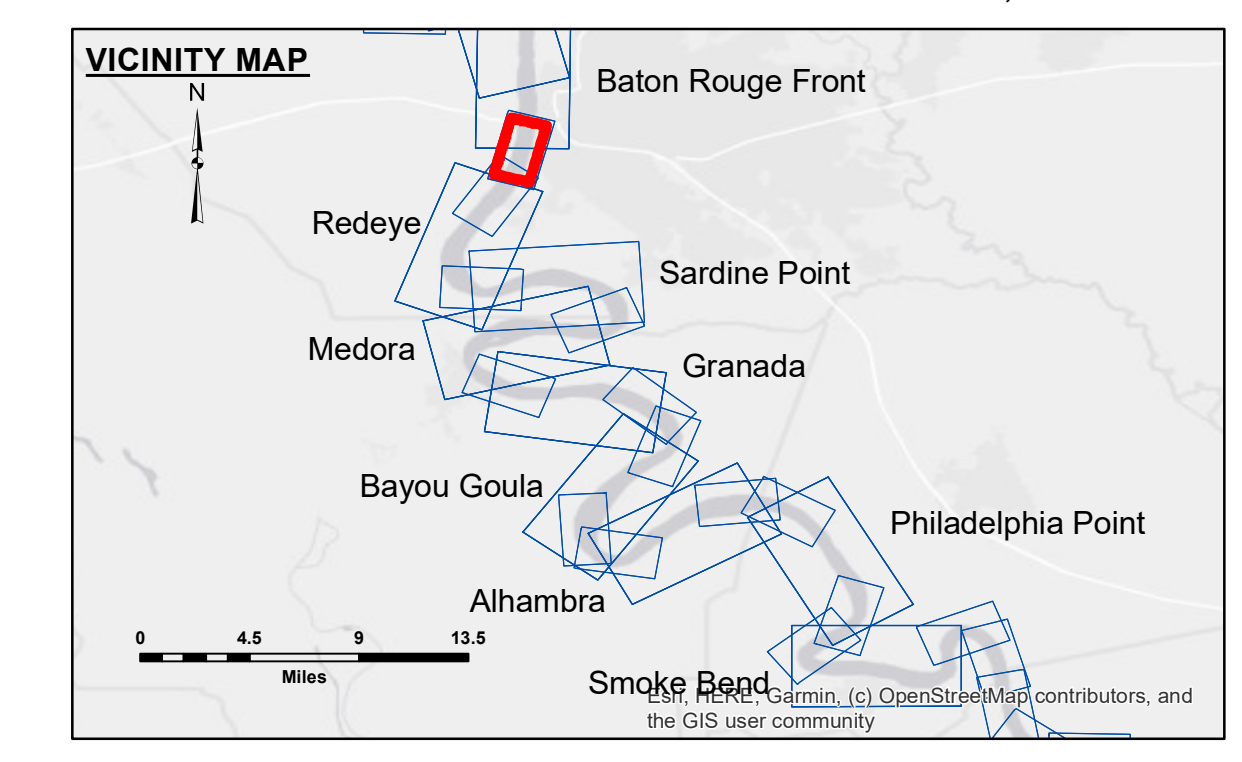 VICINITY MAP
N
Baton Rouge Front
Redeye
Sardine Point
Medora
Granada
Bayou Goula
Philadelphia Point
Alhambra
0 4.5 9 13.5
Miles
Smoke Bend
Esri, HERE, Garmin, (c) OpenStreetMap contributors, and
the GIS user community